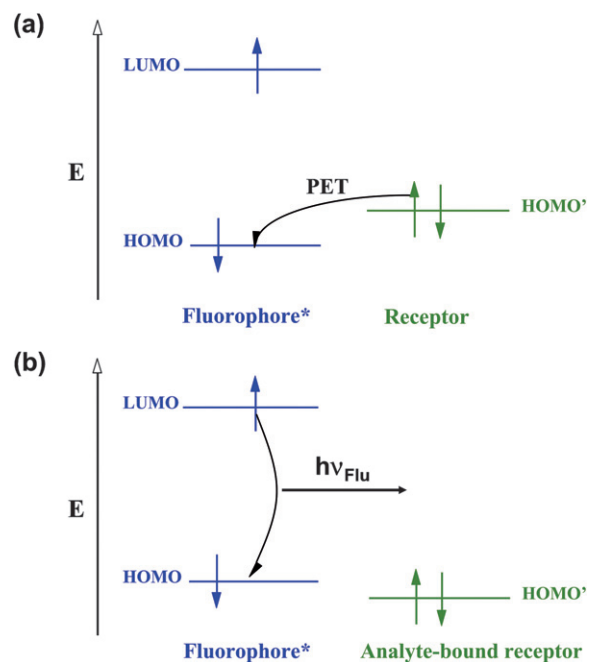 (a)
LUMO
E
PET
HOMO'
HOMO
Fluorophore* Receptor
(b)
LUMO
hνFlu
E
HOMO
HOMO'
Fluorophore* Analyte-bound receptor